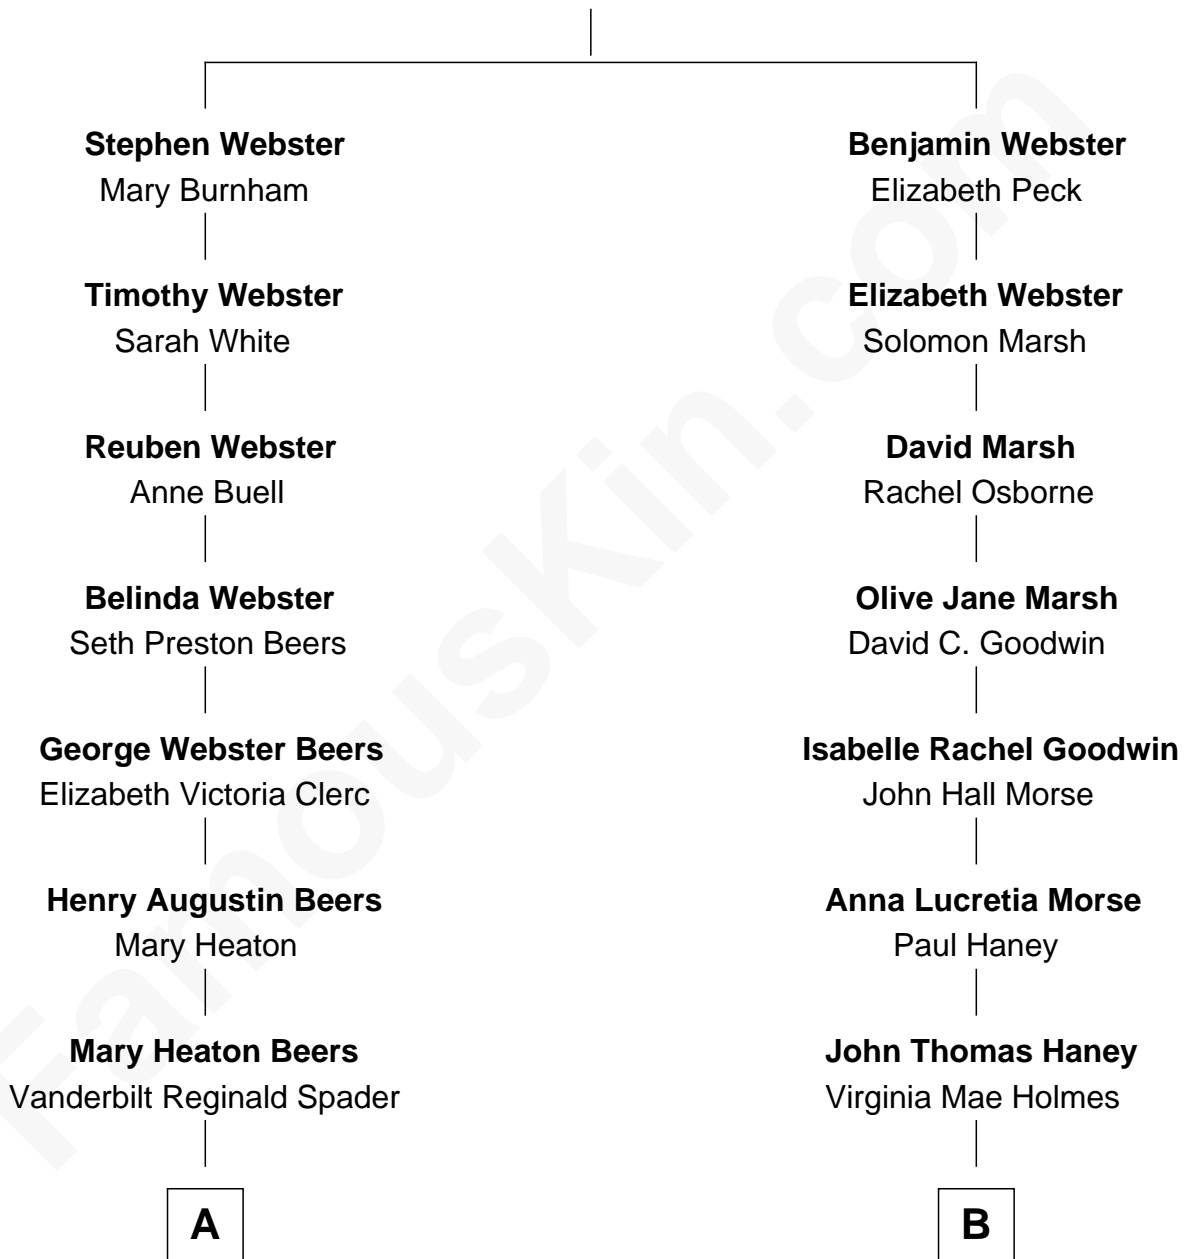 Stephen Webster
Mary Burnham
Timothy Webster
Sarah White
Reuben Webster
Anne Buell
Belinda Webster
Seth Preston Beers
George Webster Beers
Elizabeth Victoria Clerc
Henry Augustin Beers
Mary Heaton
Mary Heaton Beers
Vanderbilt Reginald Spader
A
Benjamin Webster
Elizabeth Peck
Elizabeth Webster
Solomon Marsh
David Marsh
Rachel Osborne
Olive Jane Marsh
David C. Goodwin
Isabelle Rachel Goodwin
John Hall Morse
Anna Lucretia Morse
Paul Haney
John Thomas Haney
Virginia Mae Holmes
B
FamousKin.com